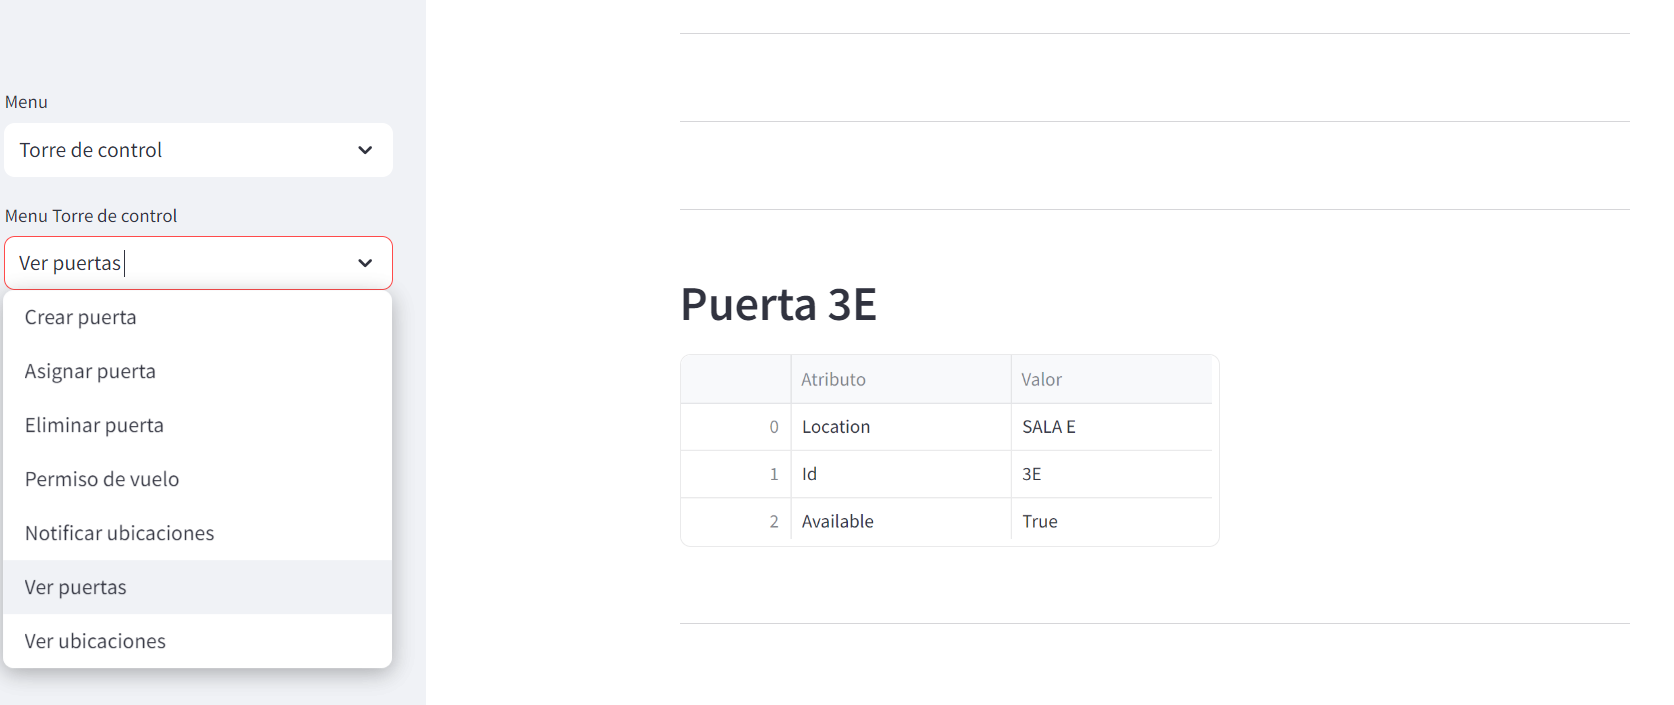 Menu
Torre de control
Menu Torre de control
Ver puertas
Crear puerta
Asignar puerta
Eliminar puerta
Permiso de vuelo
Notificar ubicaciones
Ver puertas
Ver ubicaciones
Puerta 3E
Atributo Valor
0 Location SALA E
1 Id 3E
2 Available True